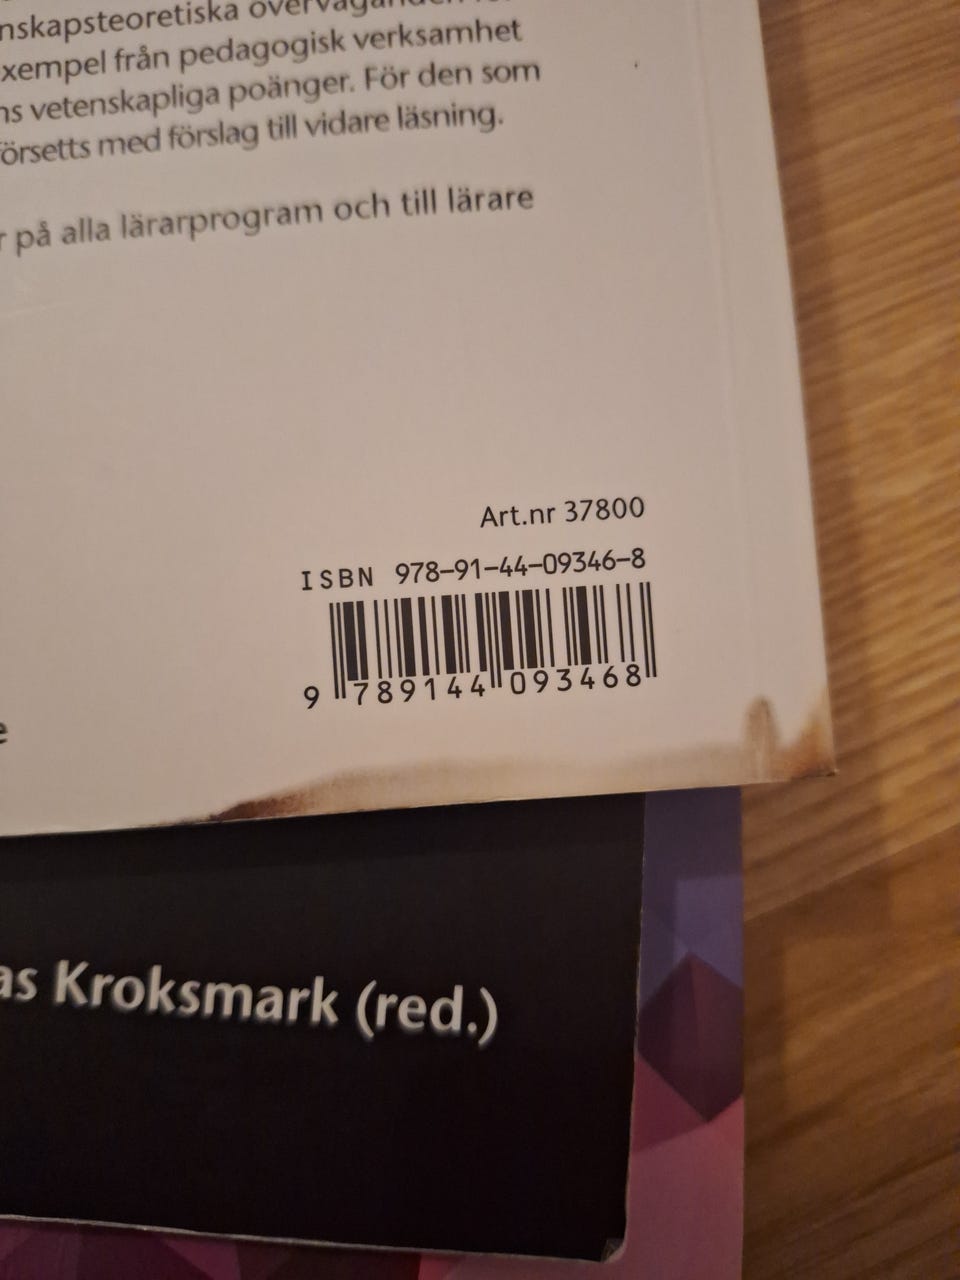 nskapsteoretiska
xempel från pedagogisk verksamhet
ns vetenskapliga poänger. För den som
försetts med förslag till vidare läsning.
r på alla lärarprogram och till lärare
Art.nr 37800
ISBN 978-91-44-09346-8
9 789144 093468
e
as Kroksmark (red.)